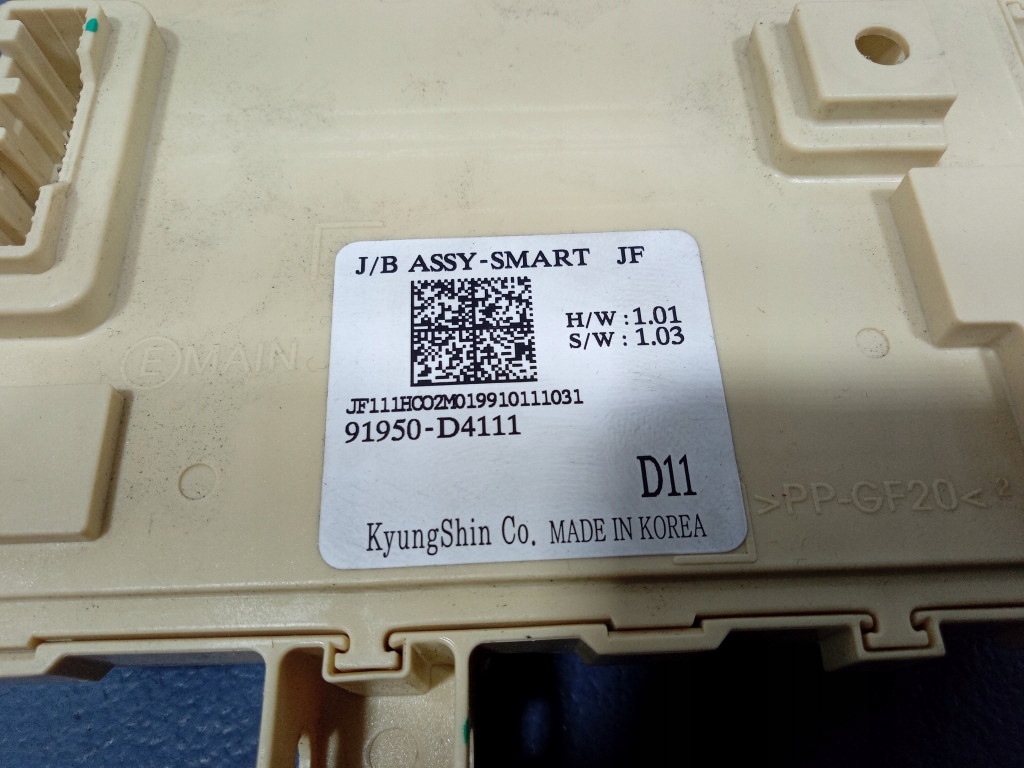 J/B ASSY-SMART JF
H/W : 1.01
S/W : 1.03
JF111HC02M019910111031
91950-D4111
D11
KyungShin Co. MADE IN KOREA
E MAIN
>PP-GF20< 2